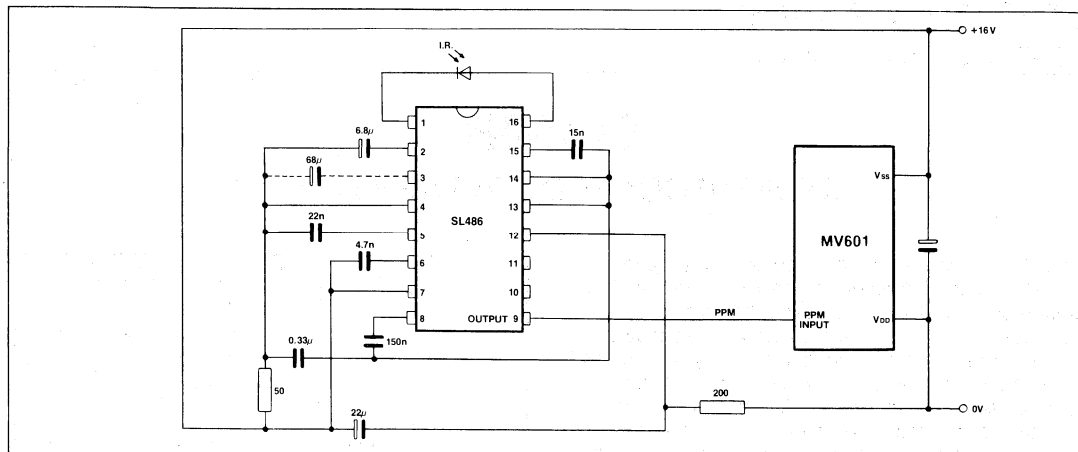 +16V
I.R.
1
16
6.8μ
2
15
15n
68μ
3
14
4
13
22n
5
12
SL486
4.7n
6
11
7
10
8
OUTPUT 9
150n
0.33μ
50
22μ
200
0V
PPM
MV601
VSS
PPM
INPUT
VDD